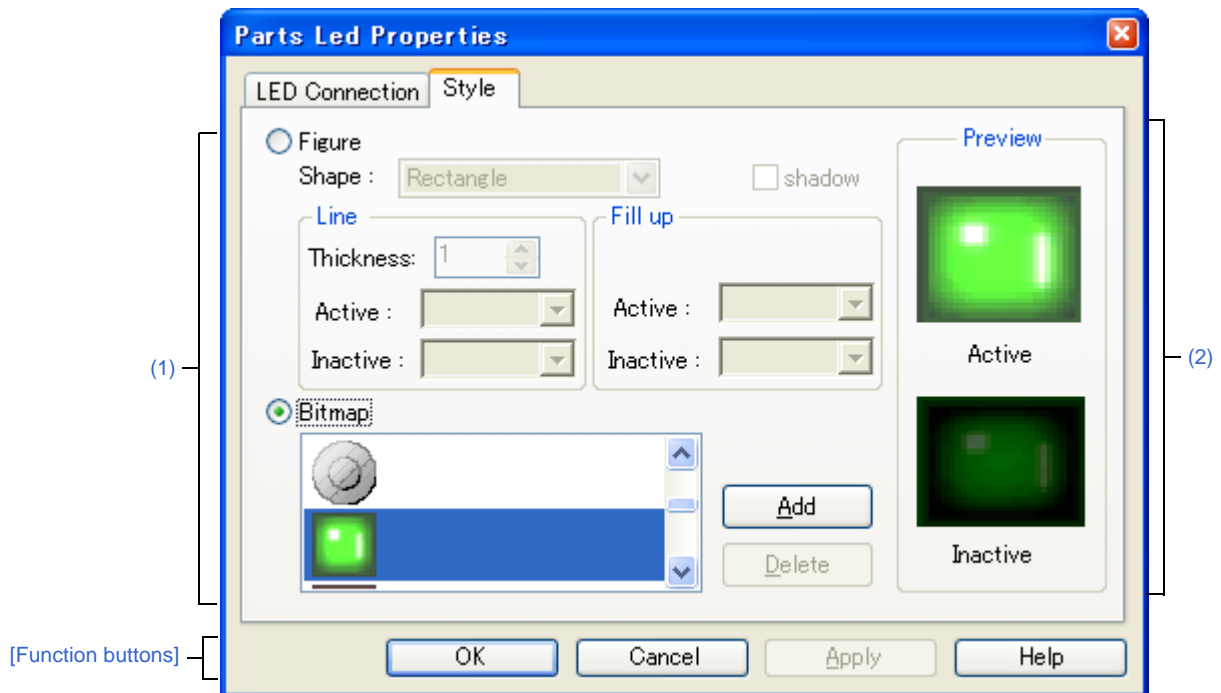 Parts Led Properties
LED Connection
Style
Figure
Shape :
Rectangle
shadow
Line
Thickness:
1
Active :
Inactive :
Fill up
Active :
Inactive :
Bitmap
Add
Delete
Preview
Active
Inactive
(1)
(2)
[Function buttons]
OK
Cancel
Apply
Help